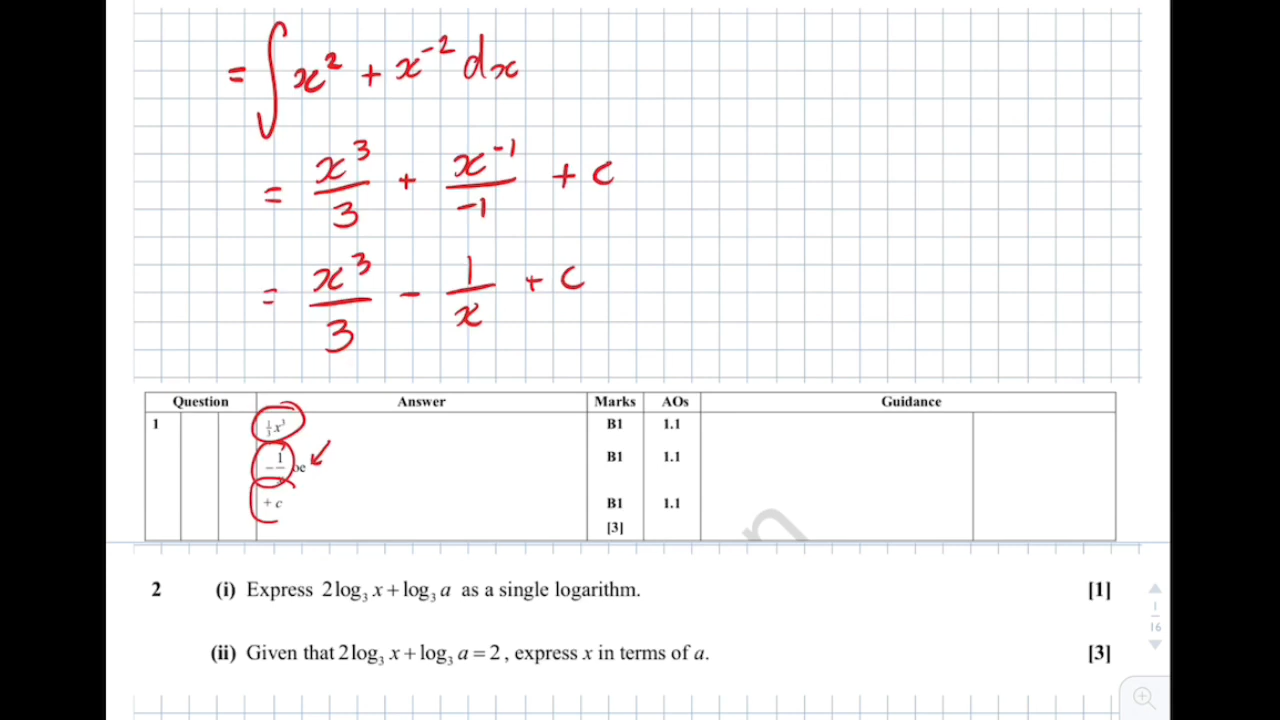 = ∫ x² + x⁻² dx
= x³/3 + x⁻¹/-1 + c
= x³/3 - 1/x + c
Question Answer Marks AOs Guidance
1 ⅓x³ B1 1.1
B1 1.1
+ c B1 1.1
[3]
2 (i) Express 2log₃ x + log₃ a as a single logarithm. [1]
(ii) Given that 2log₃ x + log₃ a = 2, express x in terms of a. [3]
1
16